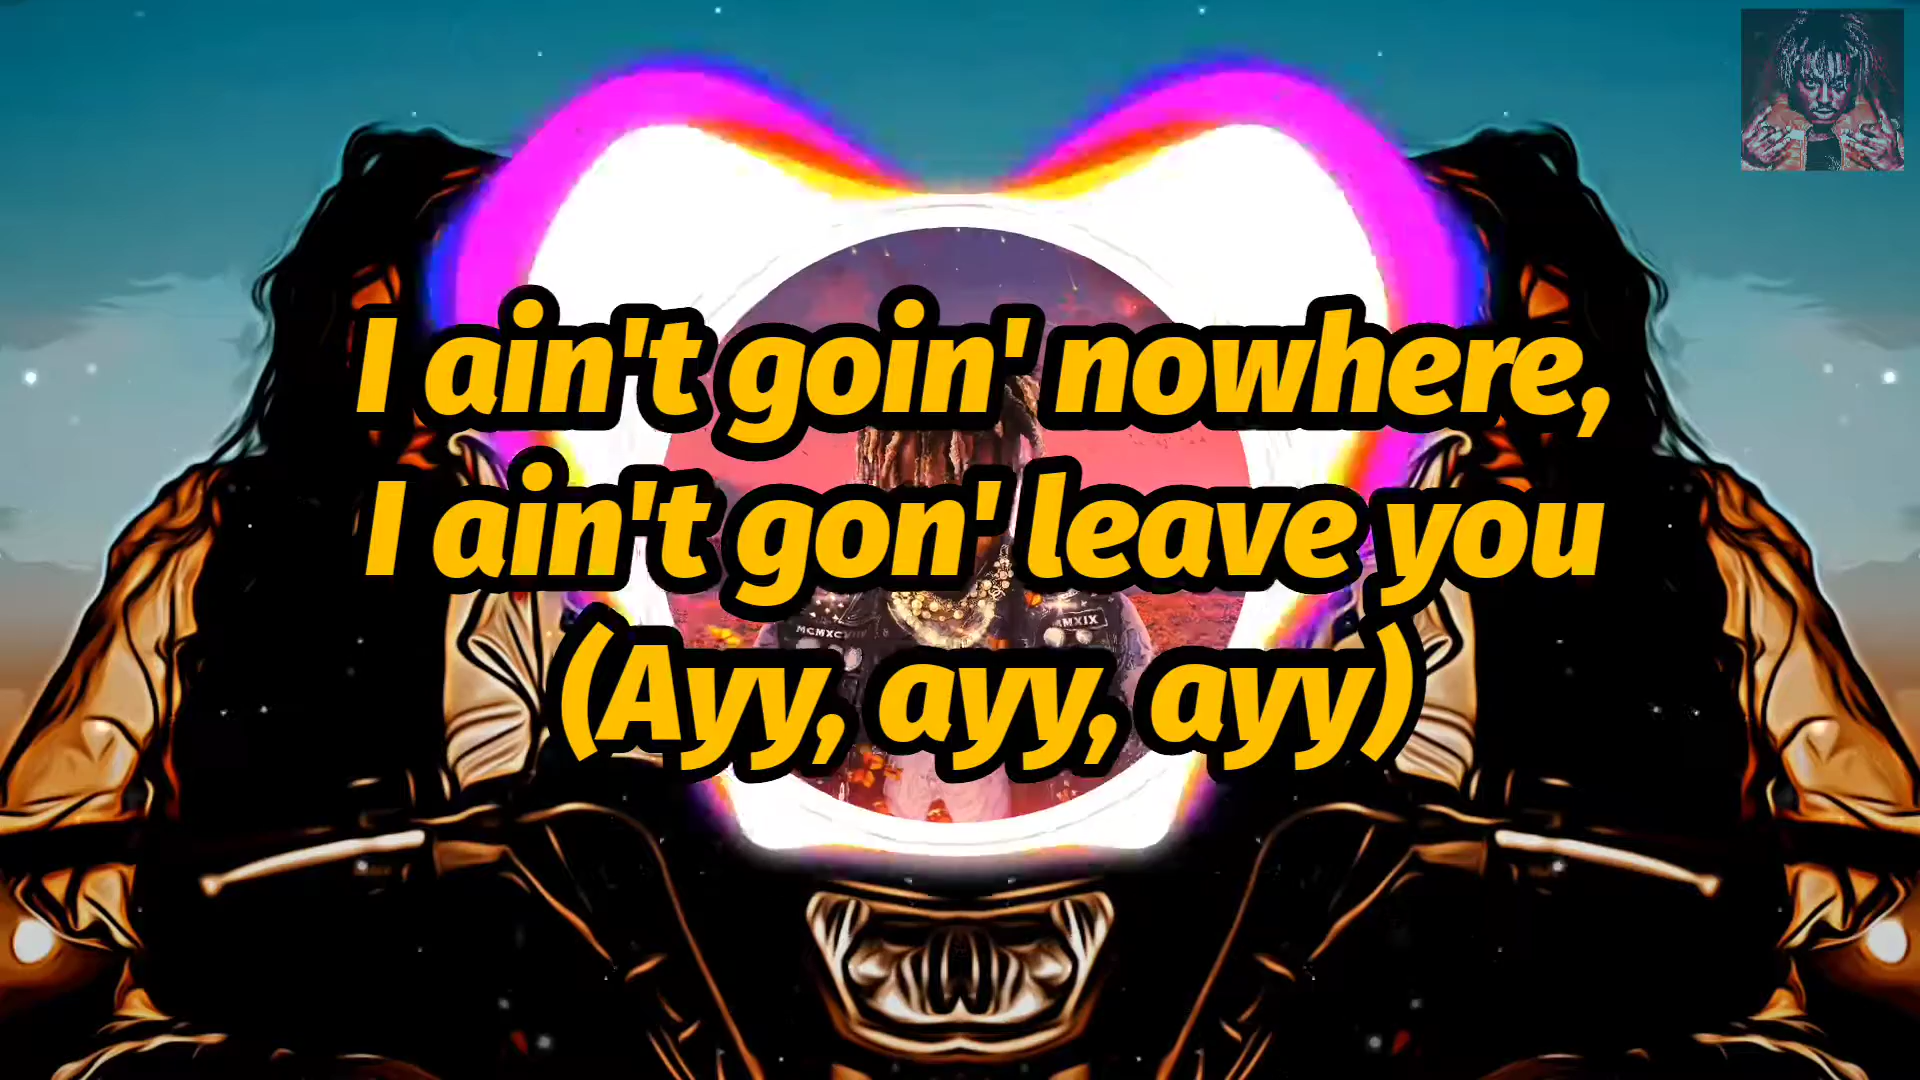 I ain't goin' nowhere,
I ain't gon' leave you
(Ayy, ayy, ayy)